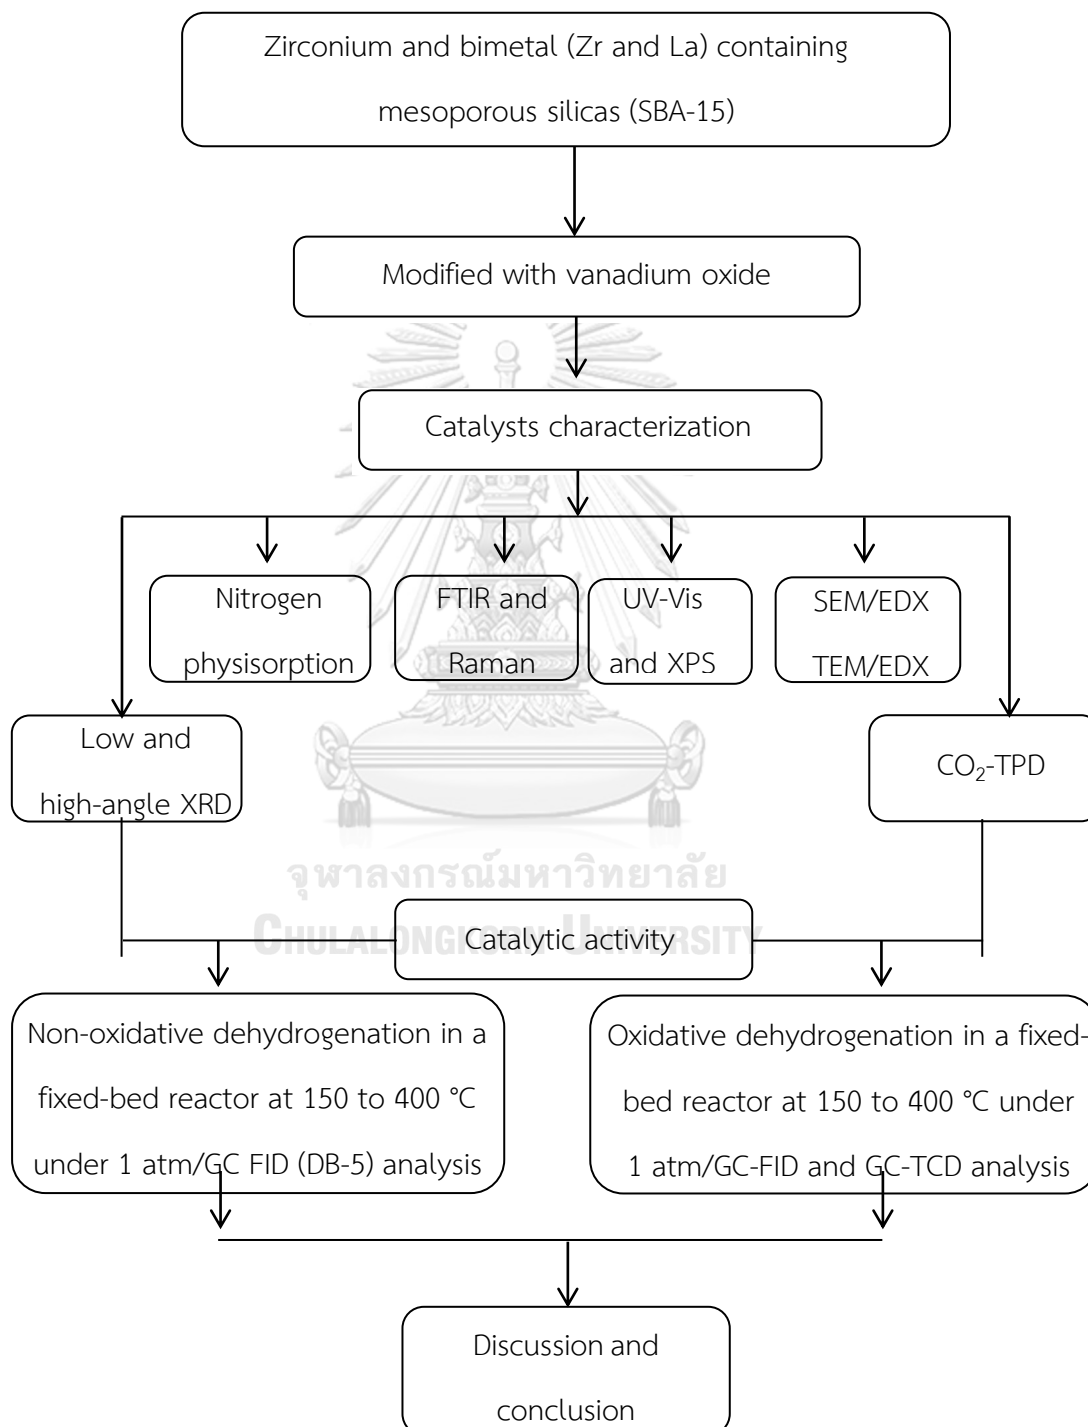 Zirconium and bimetal (Zr and La) containing
mesoporous silicas (SBA-15)
Modified with vanadium oxide
Catalysts characterization
Nitrogen
physisorption
FTIR and
Raman
UV-Vis
and XPS
SEM/EDX
TEM/EDX
Low and
high-angle XRD
CO₂-TPD
จุฬาลงกรณ์มหาวิทยาลัย
CHULALONGKORN UNIVERSITY
Catalytic activity
Non-oxidative dehydrogenation in a
fixed-bed reactor at 150 to 400 °C
under 1 atm/GC FID (DB-5) analysis
Oxidative dehydrogenation in a fixed-
bed reactor at 150 to 400 °C under
1 atm/GC-FID and GC-TCD analysis
Discussion and
conclusion